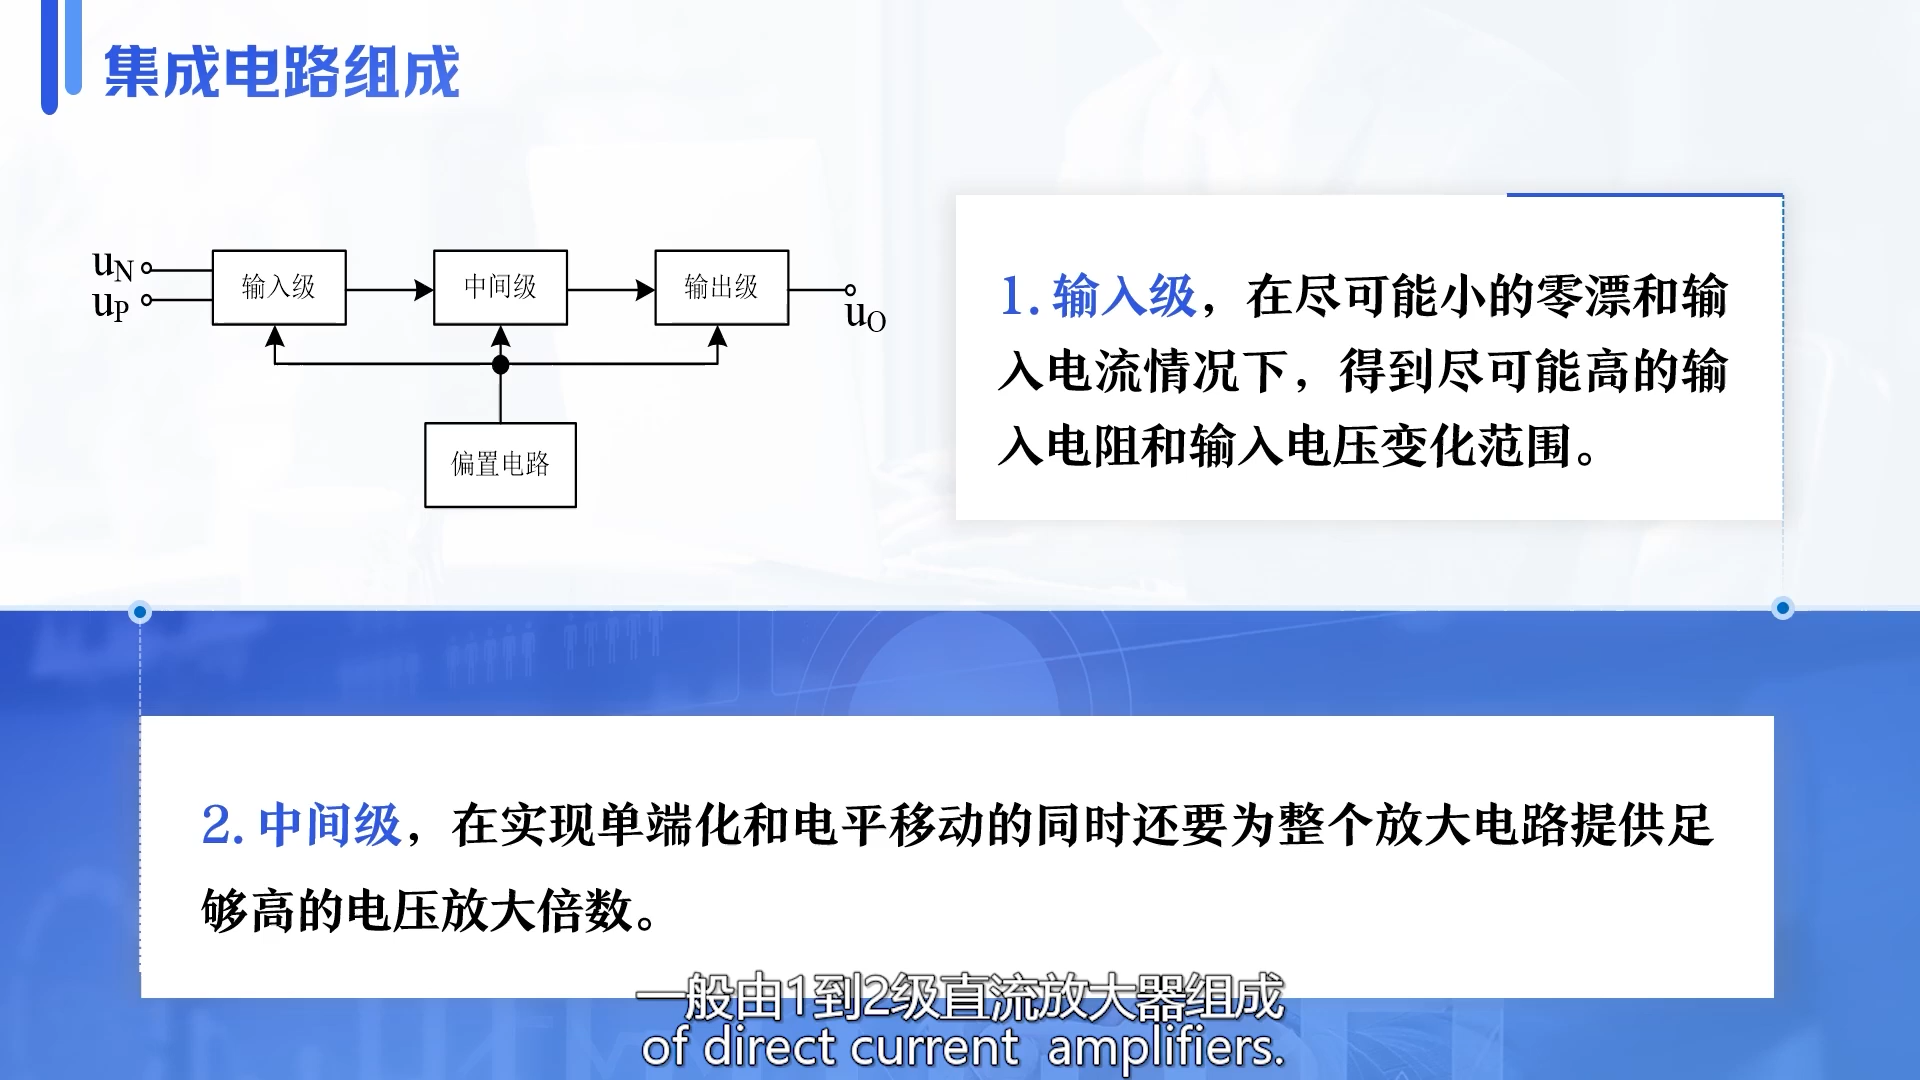 集成电路组成
uN
uP
输入级
中间级
输出级
uO
偏置电路
1. 输入级，在尽可能小的零漂和输
入电流情况下，得到尽可能高的输
入电阻和输入电压变化范围。
2. 中间级，在实现单端化和电平移动的同时还要为整个放大电路提供足
够高的电压放大倍数。
一般由1到2级直流放大器组成
of direct current  amplifiers.